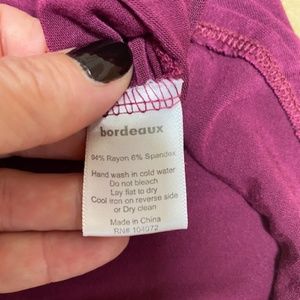 bordeaux
94% Rayon 6% Spandex
Hand wash in cold water
Do not bleach
Lay flat to dry
Cool iron on reverse side
or Dry clean
Made in China
RN# 104072